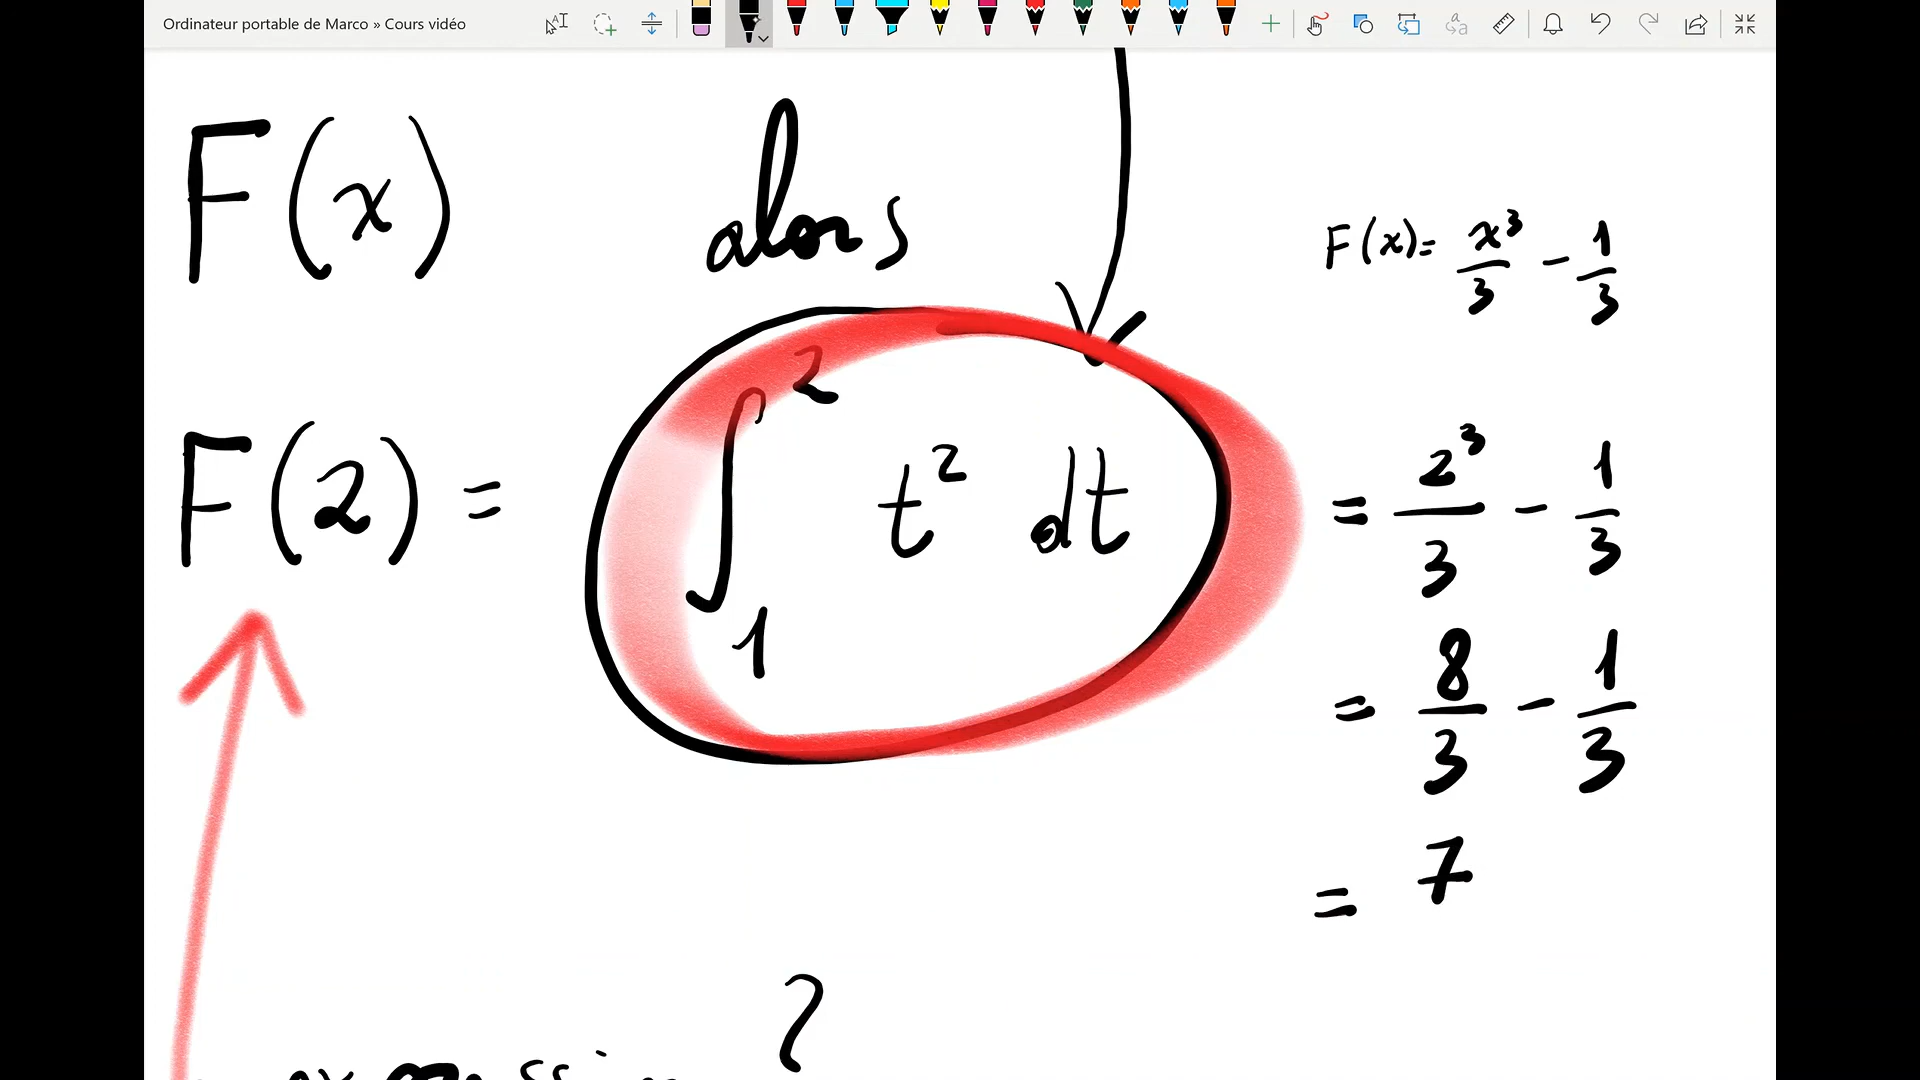 Ordinateur portable de Marco » Cours vidéo
F(x) alors
F(x) = x³/3 - 1/3
F(2) = ∫₁² t² dt = 2³/3 - 1/3
= 8/3 - 1/3
= 7
?